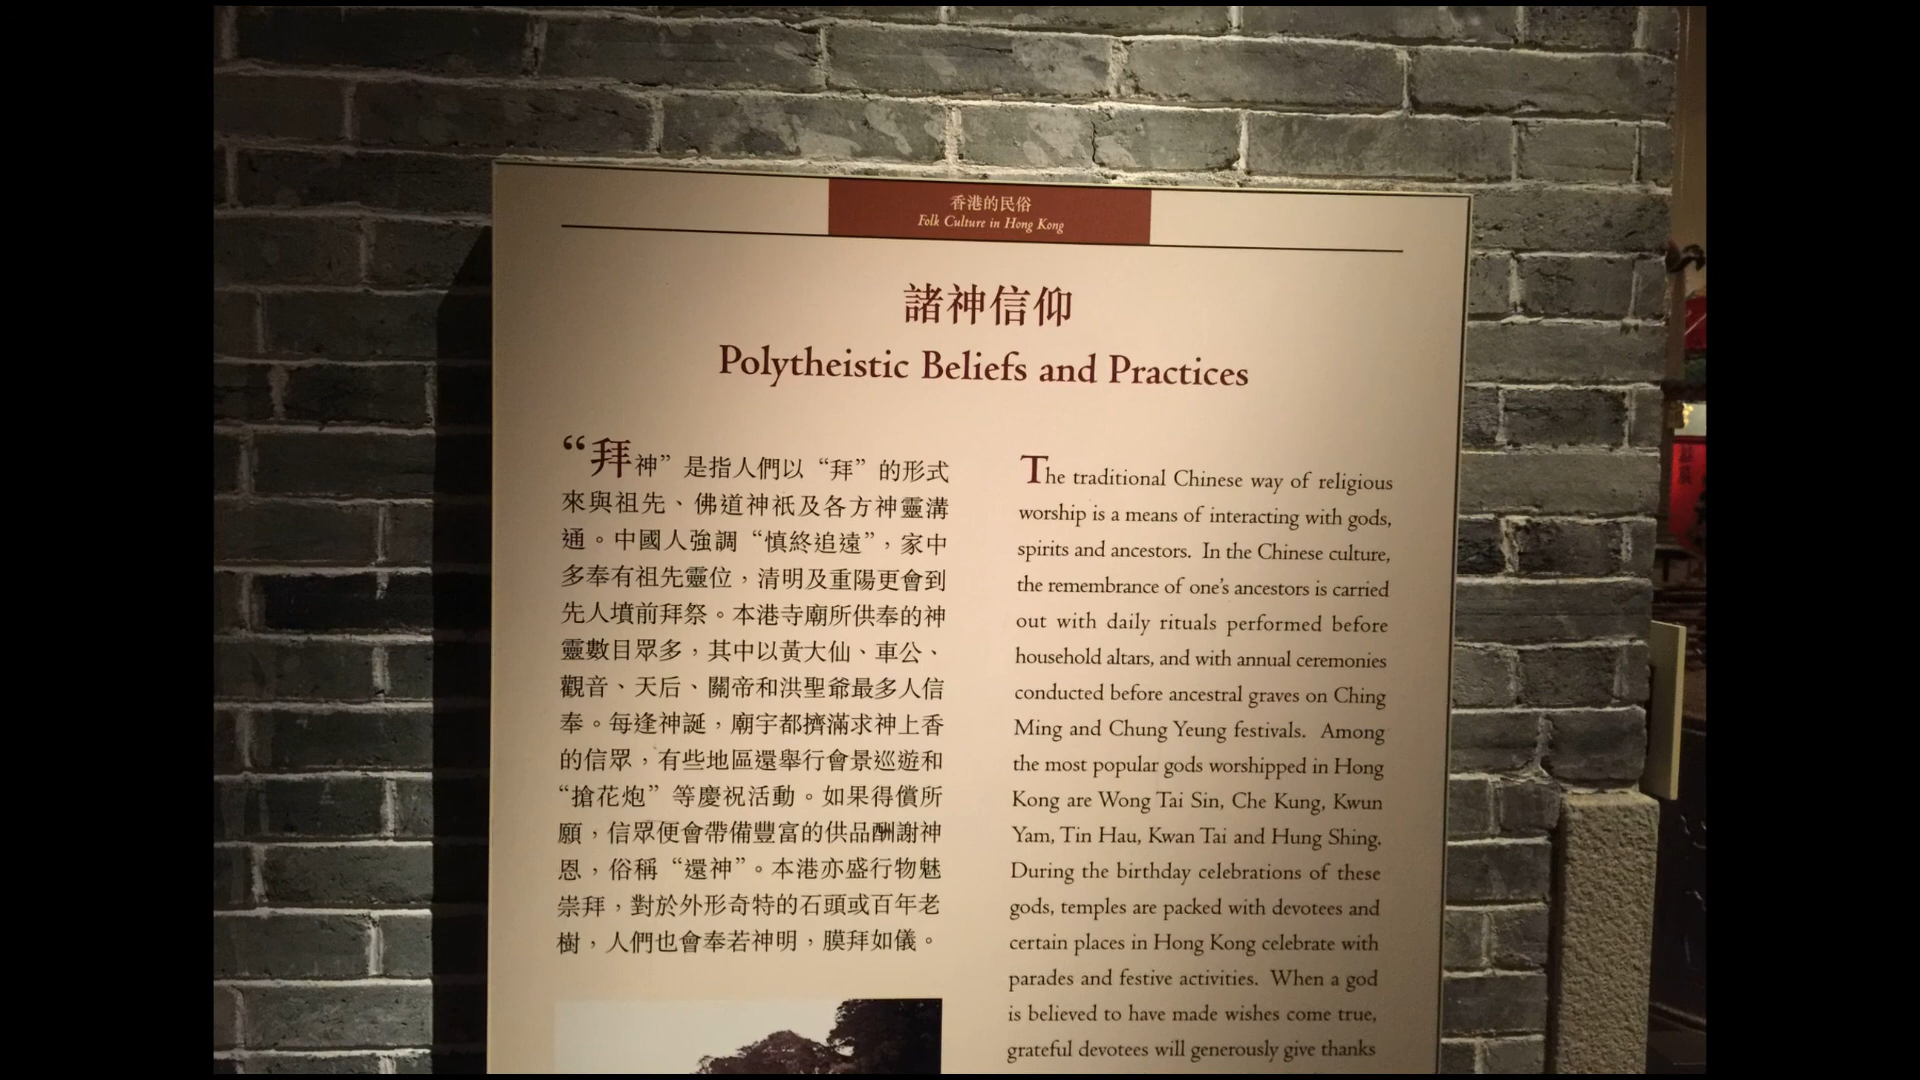 香港的民俗
Folk Culture in Hong Kong
諸神信仰
Polytheistic Beliefs and Practices
“拜神”是指人們以“拜”的形式
來與祖先、佛道神祇及各方神靈溝
通。中國人強調“慎終追遠”，家中
多奉有祖先靈位，清明及重陽更會到
先人墳前拜祭。本港寺廟所供奉的神
靈數目眾多，其中以黃大仙、車公、
觀音、天后、關帝和洪聖爺最多人信
奉。每逢神誕，廟宇都擠滿求神上香
的信眾，有些地區還舉行會景巡遊和
“搶花炮”等慶祝活動。如果得償所
願，信眾便會帶備豐富的供品酬謝神
恩，俗稱“還神”。本港亦盛行物魅
崇拜，對於外形奇特的石頭或百年老
樹，人們也會奉若神明，膜拜如儀。
The traditional Chinese way of religious
worship is a means of interacting with gods,
spirits and ancestors. In the Chinese culture,
the remembrance of one’s ancestors is carried
out with daily rituals performed before
household altars, and with annual ceremonies
conducted before ancestral graves on Ching
Ming and Chung Yeung festivals. Among
the most popular gods worshipped in Hong
Kong are Wong Tai Sin, Che Kung, Kwun
Yam, Tin Hau, Kwan Tai and Hung Shing.
During the birthday celebrations of these
gods, temples are packed with devotees and
certain places in Hong Kong celebrate with
parades and festive activities. When a god
is believed to have made wishes come true,
grateful devotees will generously give thanks